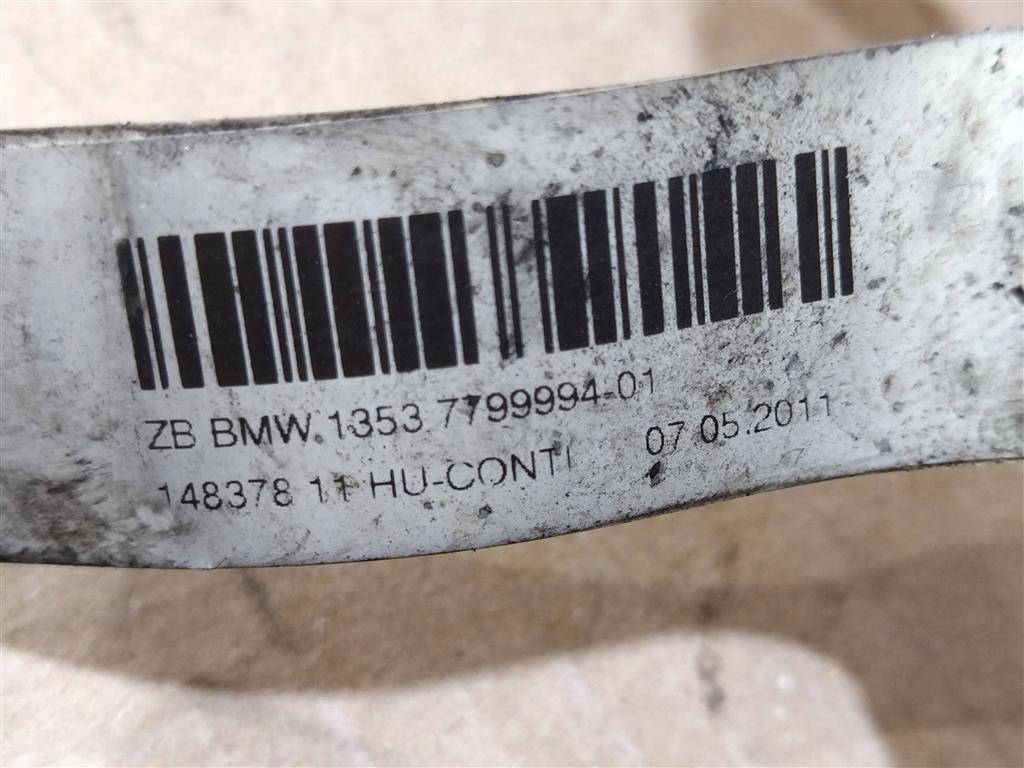 ZB BMW 1353 7799994-01
148378 11 HU-CONTI 07.05.2011